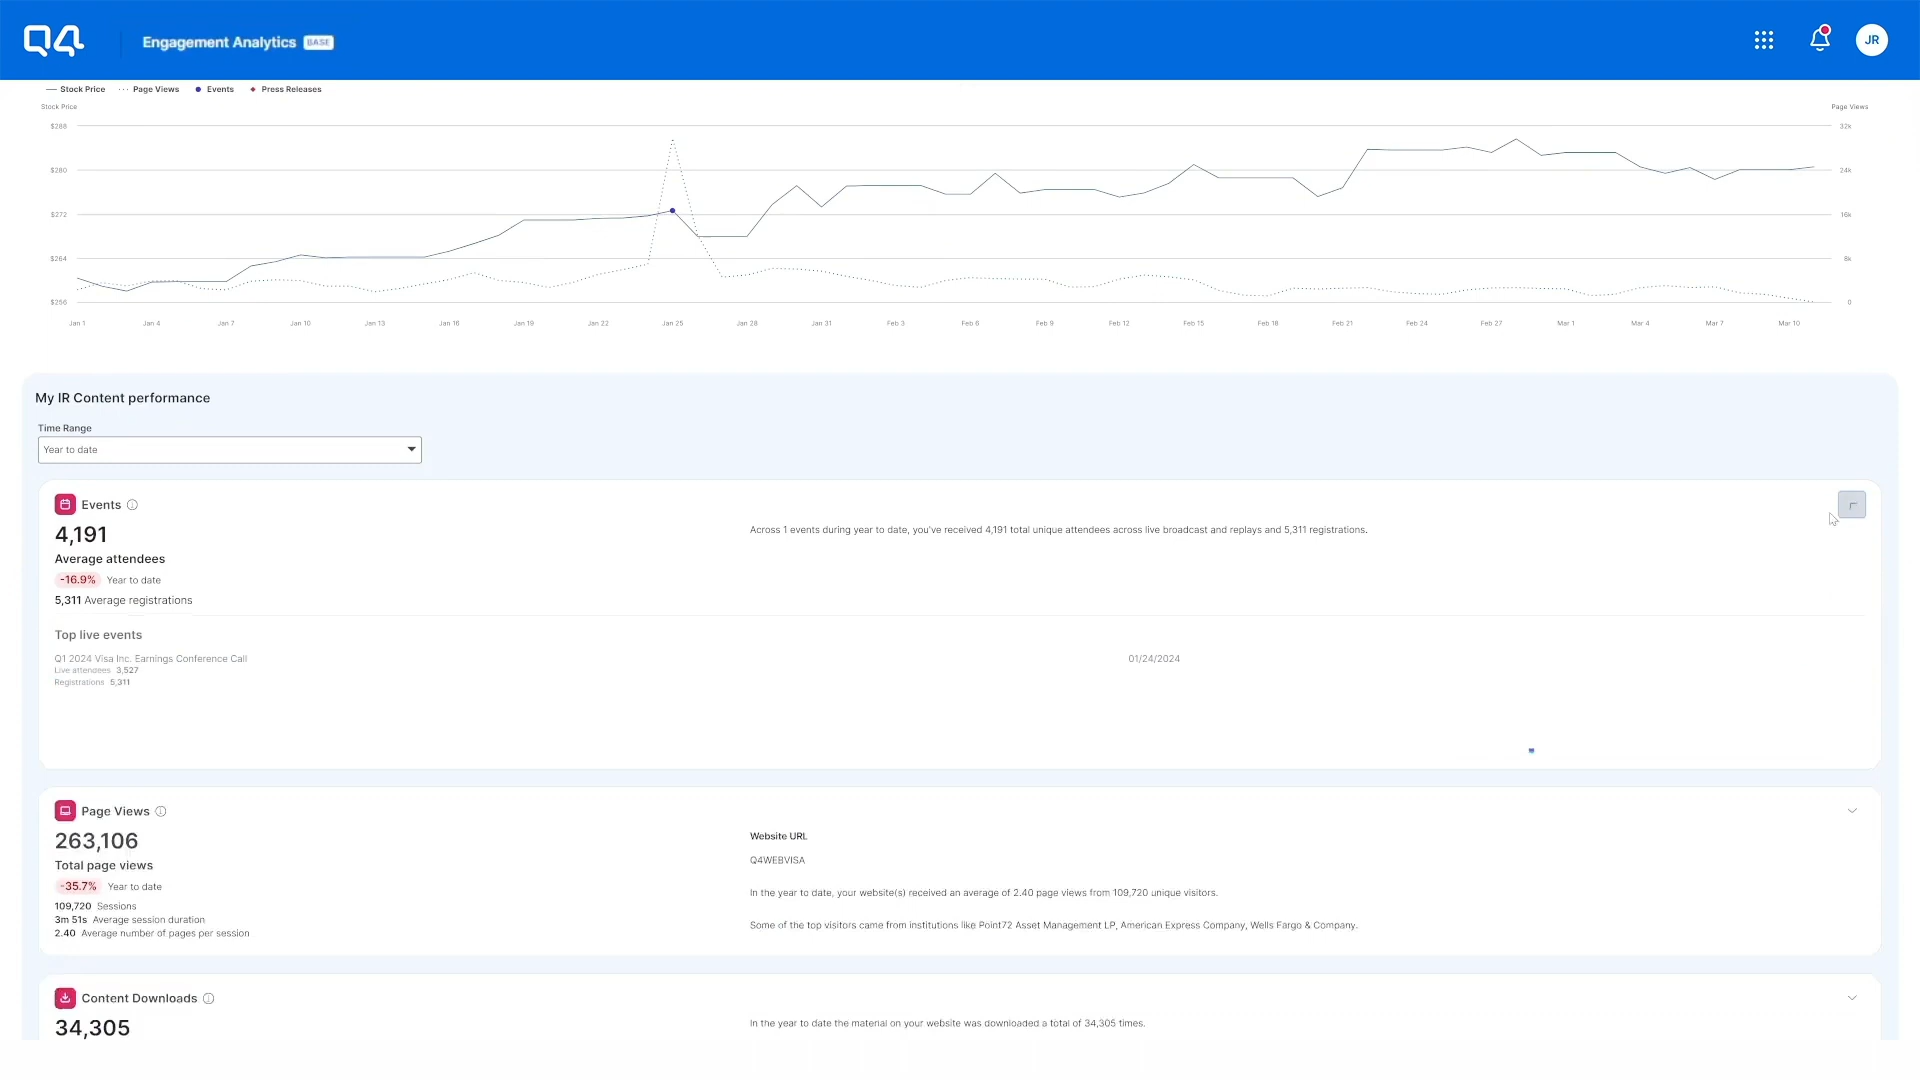 Q4
Engagement Analytics BASE
JR
Stock Price Page Views Events Press Releases
Stock Price Page Views
$288 32k
$280 24k
$272 16k
$264 8k
$256 0
Jan 1 Jan 4 Jan 7 Jan 10 Jan 13 Jan 16 Jan 19 Jan 22 Jan 25 Jan 28 Jan 31 Feb 3 Feb 6 Feb 9 Feb 12 Feb 15 Feb 18 Feb 21 Feb 24 Feb 27 Mar 1 Mar 4 Mar 7 Mar 10
My IR Content performance
Time Range
Year to date
Events
4,191
Average attendees
-16.9% Year to date
5,311 Average registrations
Across 1 events during year to date, you've received 4,191 total unique attendees across live broadcast and replays and 5,311 registrations.
Top live events
Q1 2024 Visa Inc. Earnings Conference Call 01/24/2024
Live attendees 3,527
Registrations 5,311
Page Views
263,106
Total page views
-35.7% Year to date
109,720 Sessions
3m 51s Average session duration
2.40 Average number of pages per session
Website URL
Q4WEBVISA
In the year to date, your website(s) received an average of 2.40 page views from 109,720 unique visitors.
Some of the top visitors came from institutions like Point72 Asset Management LP, American Express Company, Wells Fargo & Company.
Content Downloads
34,305
In the year to date the material on your website was downloaded a total of 34,305 times.